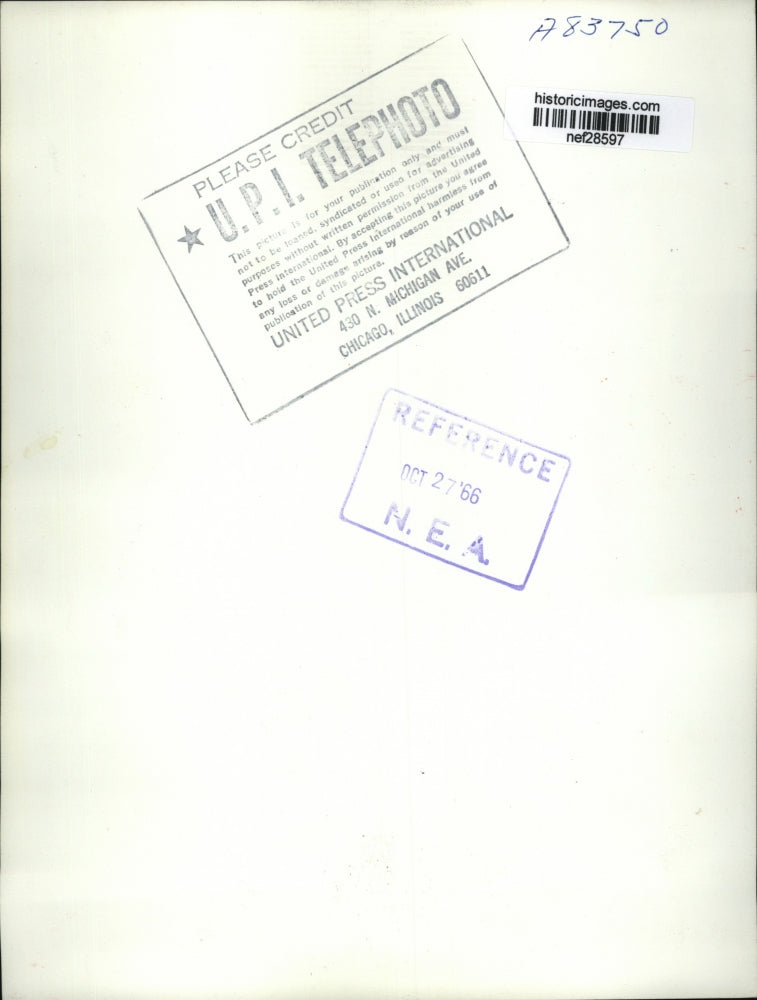 A83750
historicimages.com
nef28597
PLEASE CREDIT
U.P.I. TELEPHOTO
This picture is for your publication only and must
not to be loaned, syndicated or used for advertising
purposes without written permission from the United
Press International. By accepting this picture you agree
to hold the United Press International harmless from
any loss or damage arising by reason of your use of
publication of this picture.
UNITED PRESS INTERNATIONAL
430 N. MICHIGAN AVE.
CHICAGO, ILLINOIS 60611
REFERENCE
OCT 27 '66
N. E. A.